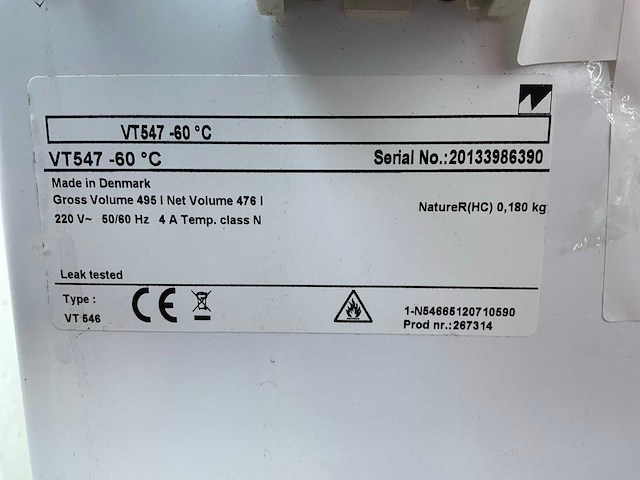 VT547 -60 °C
VT547 -60 °C Serial No.:20133986390
Made in Denmark
Gross Volume 495 l Net Volume 476 l
NatureR(HC) 0,180 kg
220 V~ 50/60 Hz 4 A Temp. class N
Leak tested
Type :
VT 546
CE
1-N54665120710590
Prod nr.:267314